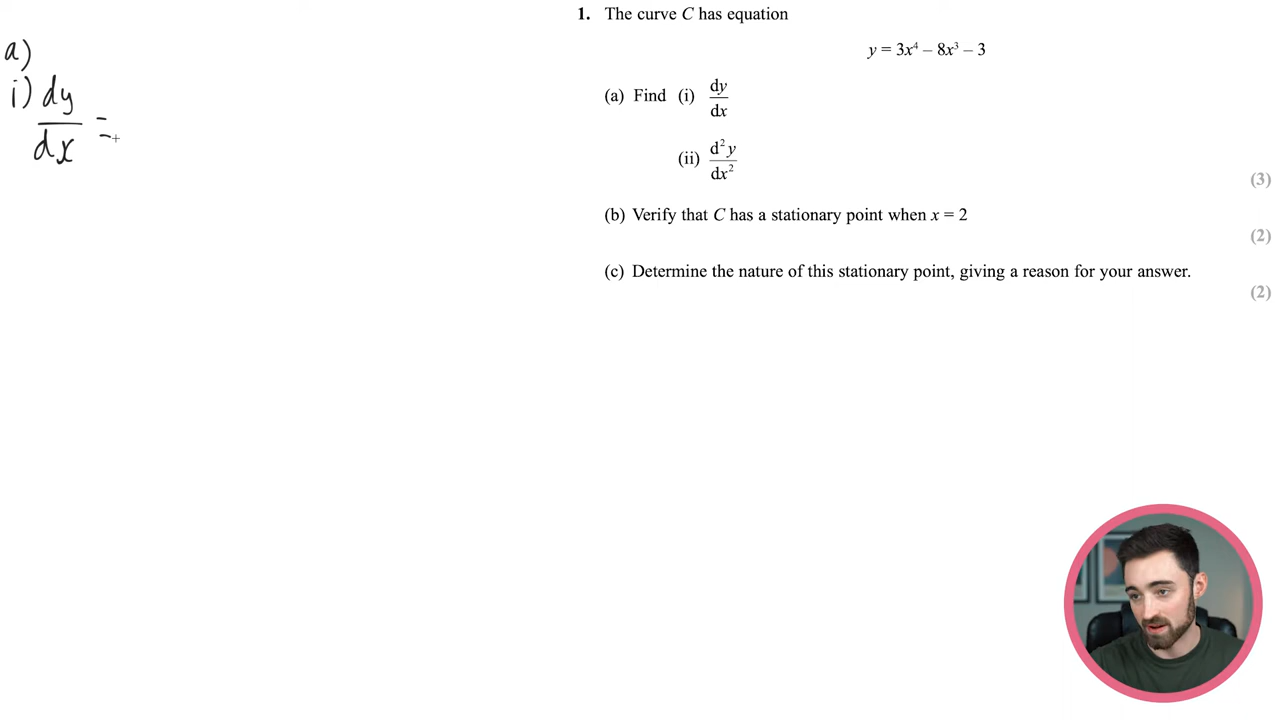 a)
i) dy/dx =
1. The curve C has equation
y = 3x⁴ – 8x³ – 3
(a) Find (i) dy/dx
(ii) d²y/dx²
(3)
(b) Verify that C has a stationary point when x = 2
(2)
(c) Determine the nature of this stationary point, giving a reason for your answer.
(2)